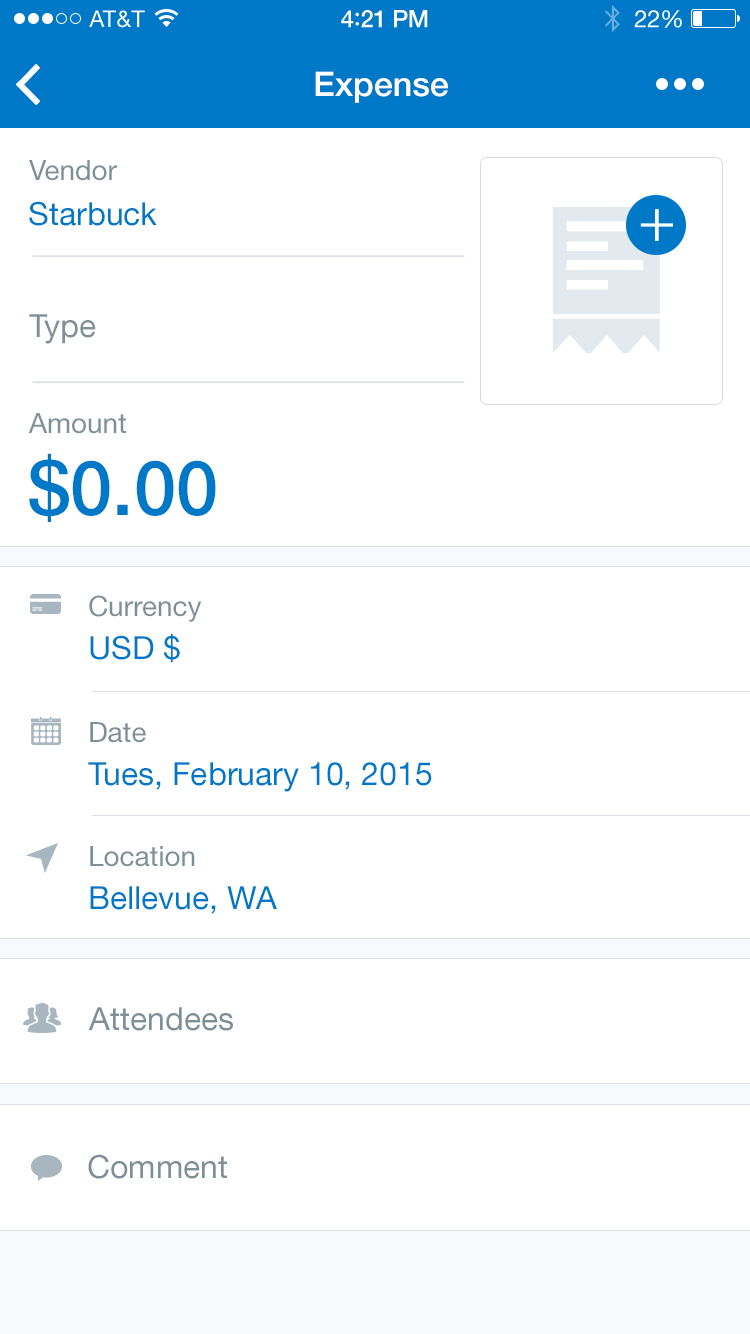 AT&T 4:21 PM 22%
Expense
Vendor
Starbuck
Type
Amount
$0.00
Currency
USD $
Date
Tues, February 10, 2015
Location
Bellevue, WA
Attendees
Comment